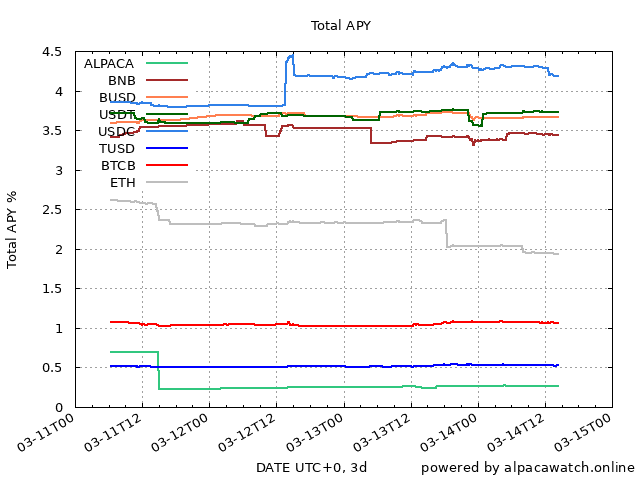 Total APY
Total APY %
4.5
4
3.5
3
2.5
2
1.5
1
0.5
0
ALPACA
BNB
BUSD
USDT
USDC
TUSD
BTCB
ETH
03-11T00
03-11T12
03-12T00
03-12T12
03-13T00
03-13T12
03-14T00
03-14T12
03-15T00
DATE UTC+0, 3d
powered by alpacawatch.online